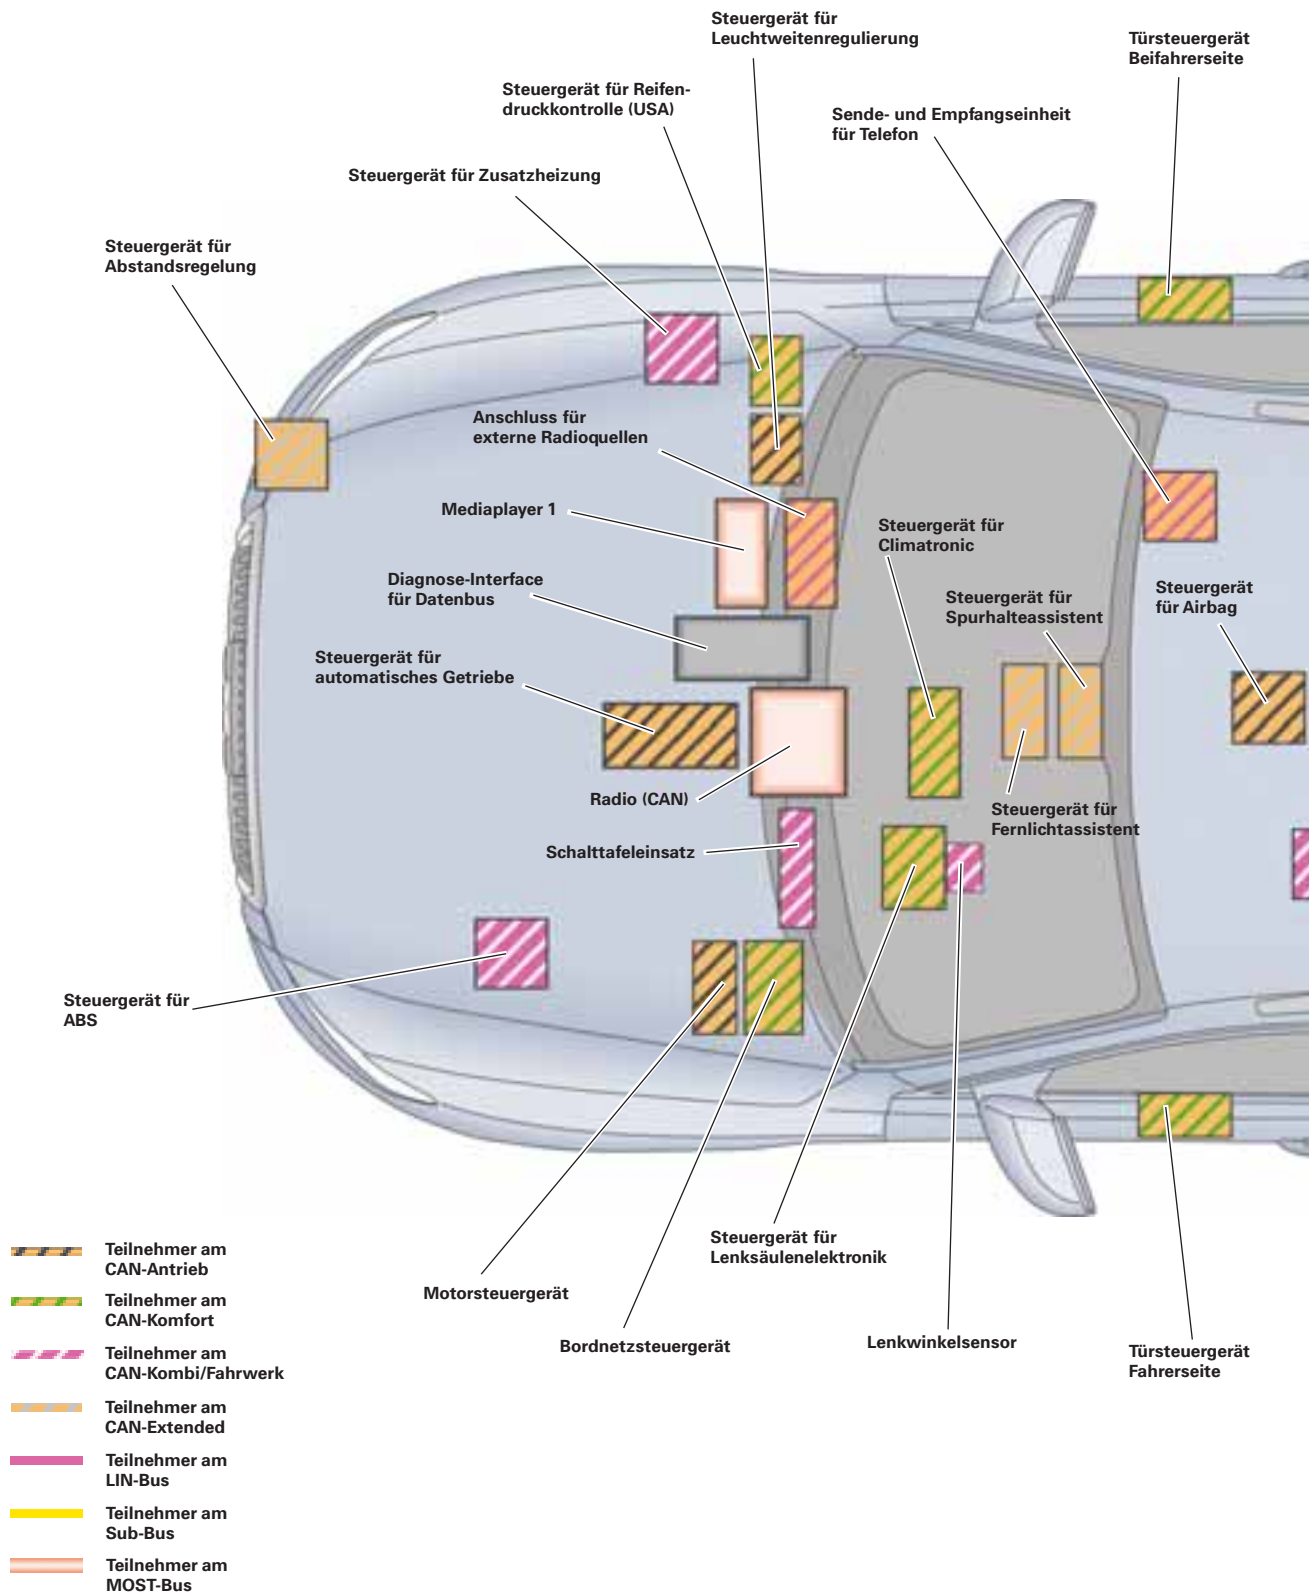 Steuergerät für
Leuchtweitenregulierung
Türsteuergerät
Beifahrerseite
Steuergerät für Reifen-
druckkontrolle (USA)
Sende- und Empfangseinheit
für Telefon
Steuergerät für Zusatzheizung
Steuergerät für
Abstandsregelung
Anschluss für
externe Radioquellen
Mediaplayer 1
Steuergerät für
Climatronic
Diagnose-Interface
für Datenbus
Steuergerät für
Spurhalteassistent
Steuergerät
für Airbag
Steuergerät für
automatisches Getriebe
Radio (CAN)
Steuergerät für
Fernlichtassistent
Schalttafeleinsatz
Steuergerät für
ABS
Steuergerät für
Lenksäulenelektronik
Motorsteuergerät
Bordnetzsteuergerät
Lenkwinkelsensor
Türsteuergerät
Fahrerseite
Teilnehmer am
CAN-Antrieb
Teilnehmer am
CAN-Komfort
Teilnehmer am
CAN-Kombi/Fahrwerk
Teilnehmer am
CAN-Extended
Teilnehmer am
LIN-Bus
Teilnehmer am
Sub-Bus
Teilnehmer am
MOST-Bus